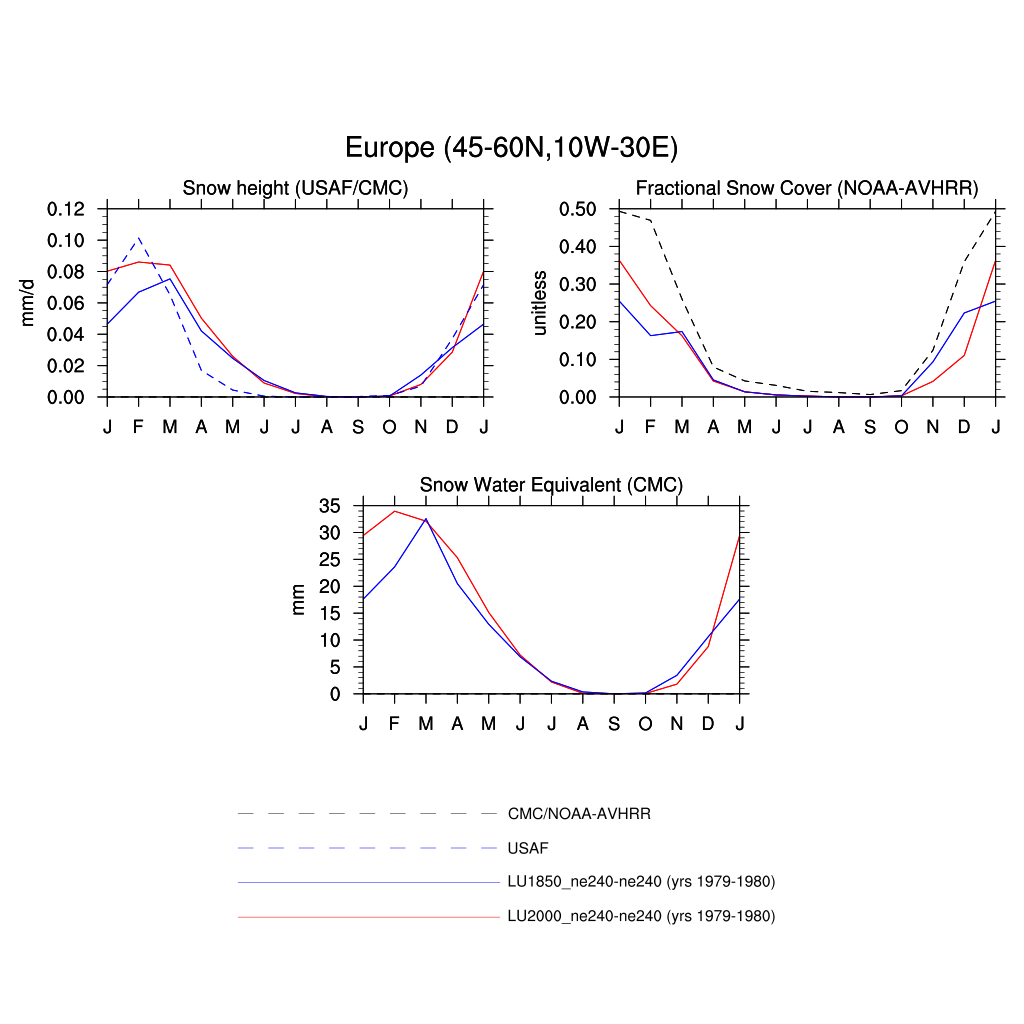 Europe (45-60N,10W-30E)
Snow height (USAF/CMC)
mm/d
0.12
0.10
0.08
0.06
0.04
0.02
0.00
J F M A M J J A S O N D J
Fractional Snow Cover (NOAA-AVHRR)
unitless
0.50
0.40
0.30
0.20
0.10
0.00
J F M A M J J A S O N D J
Snow Water Equivalent (CMC)
mm
35
30
25
20
15
10
5
0
J F M A M J J A S O N D J
CMC/NOAA-AVHRR
USAF
LU1850_ne240-ne240 (yrs 1979-1980)
LU2000_ne240-ne240 (yrs 1979-1980)